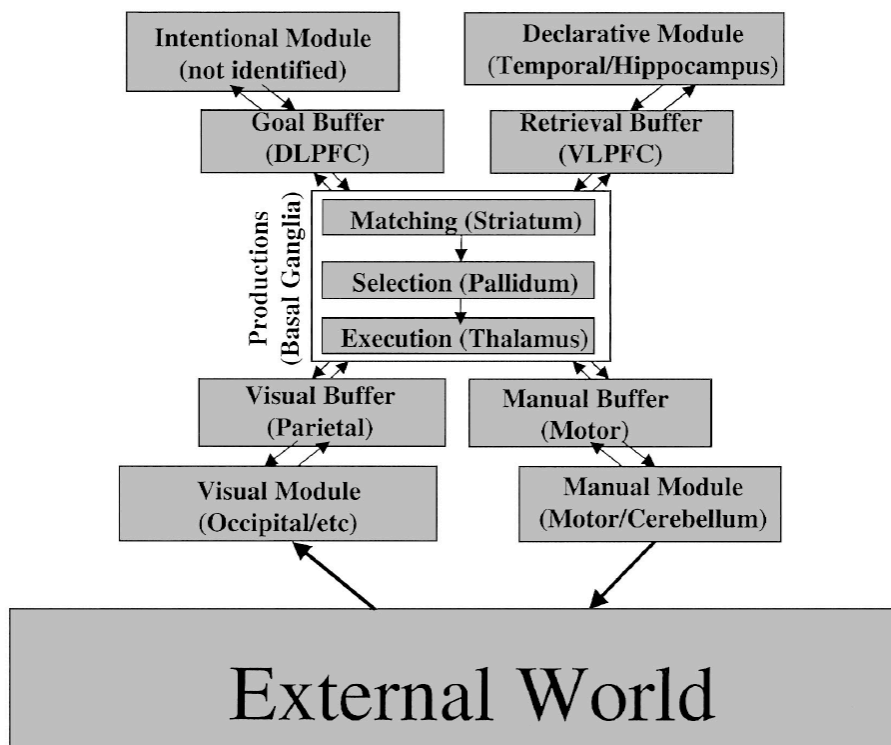 Intentional Module
(not identified)
Declarative Module
(Temporal/Hippocampus)
Goal Buffer
(DLPFC)
Retrieval Buffer
(VLPFC)
Productions
(Basal Ganglia)
Matching (Striatum)
Selection (Pallidum)
Execution (Thalamus)
Visual Buffer
(Parietal)
Manual Buffer
(Motor)
Visual Module
(Occipital/etc)
Manual Module
(Motor/Cerebellum)
External World